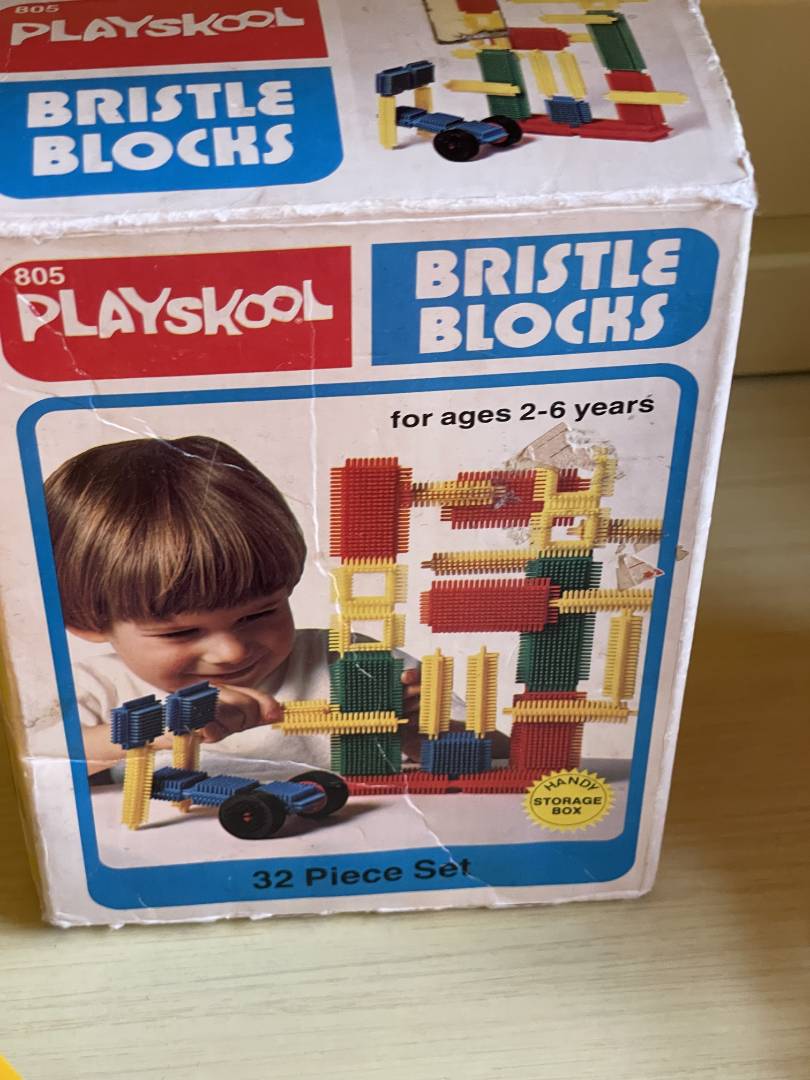 805
PLAYSKOOL
BRISTLE
BLOCKS
805
PLAYSKOOL
BRISTLE
BLOCKS
for ages 2-6 years
HANDY
STORAGE
BOX
32 Piece Set